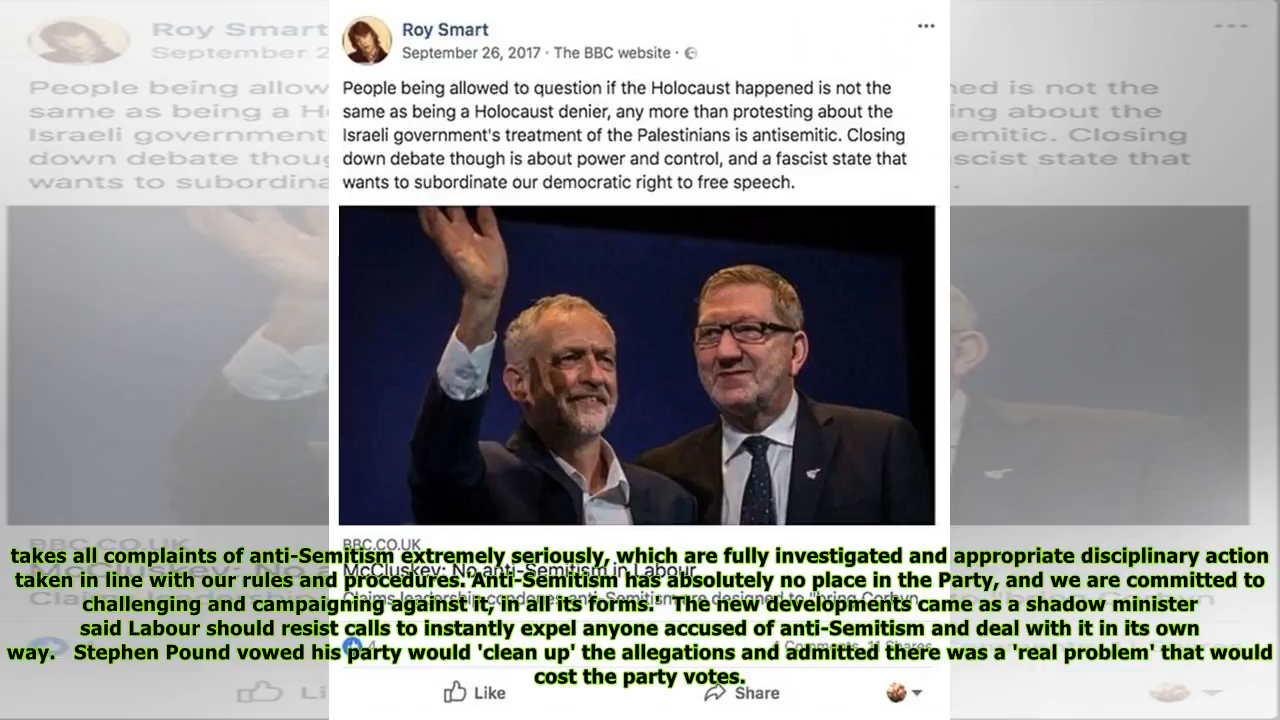 Roy Smart
September 26, 2017 · The BBC website ·
People being allowed to question if the Holocaust happened is not the
same as being a Holocaust denier, any more than protesting about the
Israeli government's treatment of the Palestinians is antisemitic. Closing
down debate though is about power and control, and a fascist state that
wants to subordinate our democratic right to free speech.
BBC.CO.UK
McCluskey: No anti-Semitism in Labour
takes all complaints of anti-Semitism extremely seriously, which are fully investigated and appropriate disciplinary action
taken in line with our rules and procedures. Anti-Semitism has absolutely no place in the Party, and we are committed to
challenging and campaigning against it, in all its forms." The new developments came as a shadow minister
said Labour should resist calls to instantly expel anyone accused of anti-Semitism and deal with it in its own
way. Stephen Pound vowed his party would 'clean up' the allegations and admitted there was a 'real problem' that would
cost the party votes.
Like
Share